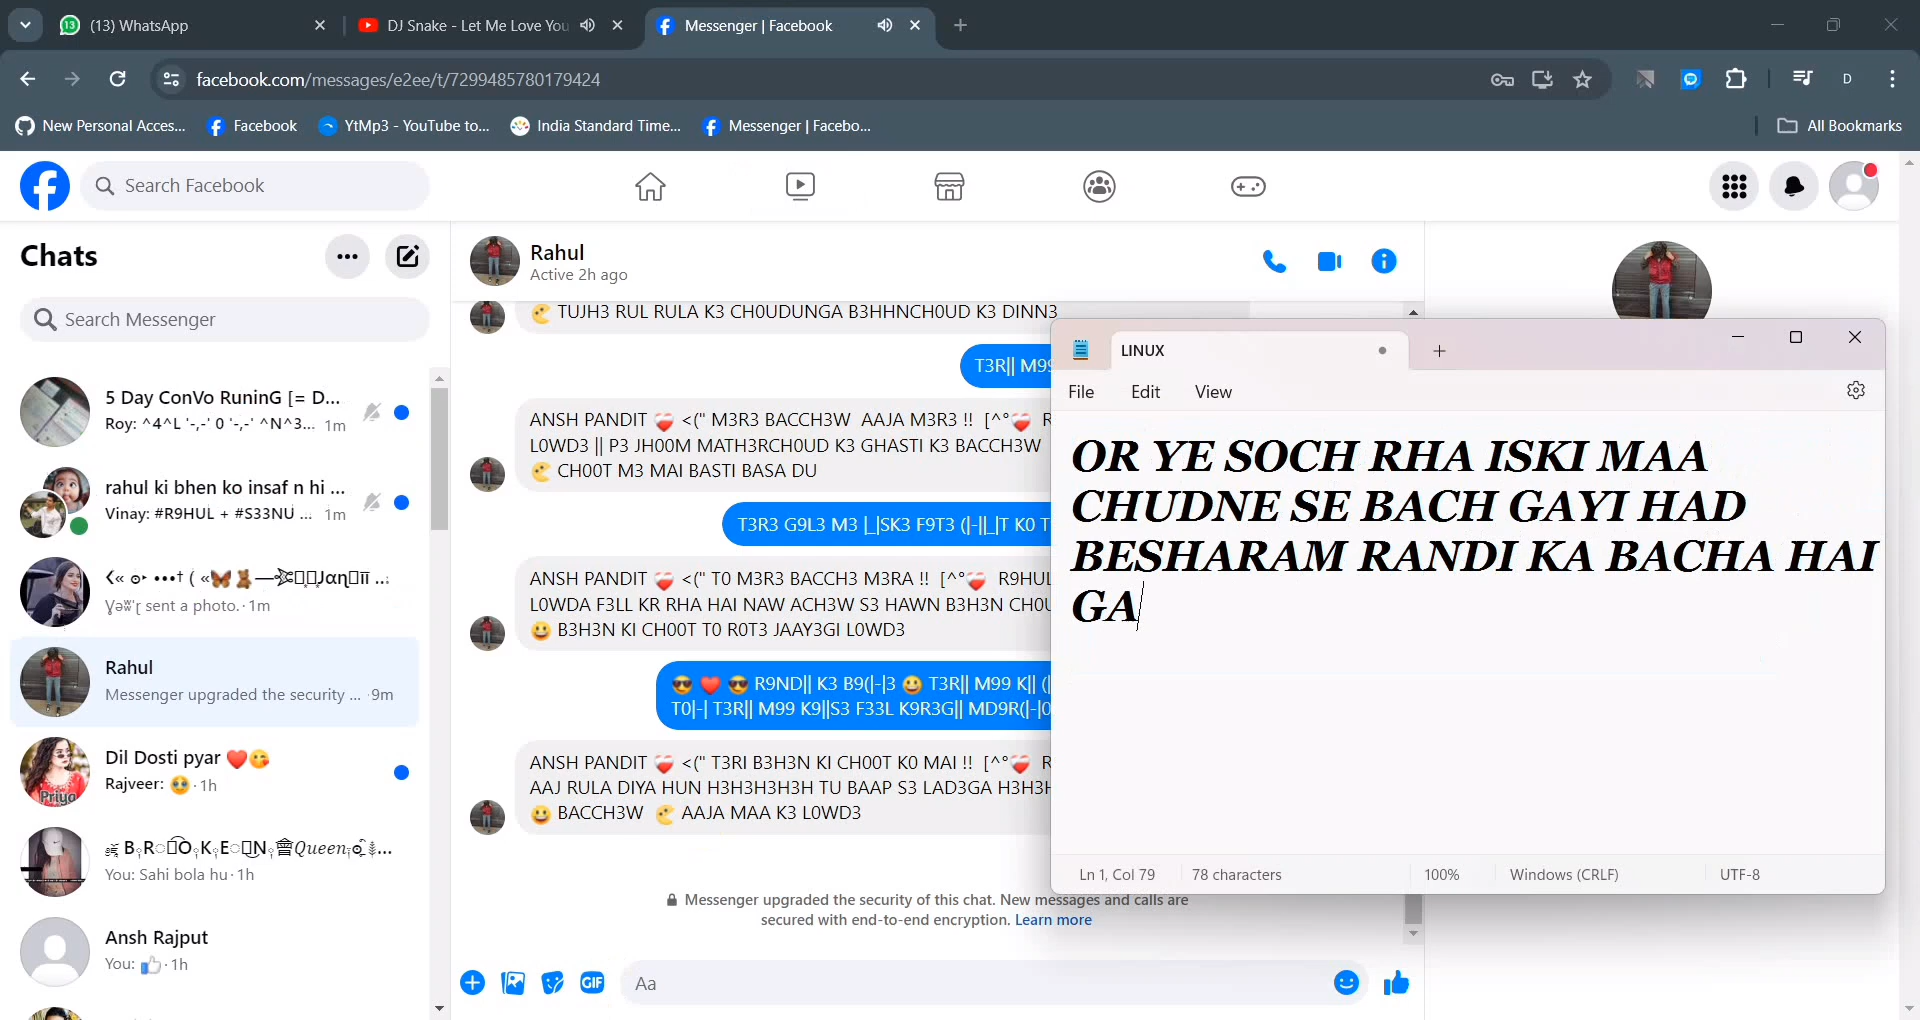 (13) WhatsApp
DJ Snake - Let Me Love You
Messenger | Facebook
facebook.com/messages/e2ee/t/7299485780179424
D
New Personal Acces...
Facebook
YtMp3 - YouTube to...
India Standard Time...
Messenger | Facebo...
All Bookmarks
Search Facebook
Chats
Search Messenger
5 Day ConVo RuninG [= D...
Roy: ^4^L '-,-' 0 '-,-' ^N^3... 1m
rahul ki bhen ko insaf n hi ...
Vinay: #R9HUL + #S33NU ... 1m
sent a photo. · 1m
Rahul
Messenger upgraded the security ... · 9m
Dil Dosti pyar ❤️😘
Rajveer: 🥹 · 1h
Priya
Queen
You: Sahi bola hu · 1h
Ansh Rajput
You: 👍 · 1h
Rahul
Active 2h ago
TUJH3 RUL RULA K3 CH0UDUNGA B3HHNCH0UD K3 DINN3
T3R|| M99
ANSH PANDIT ❤️‍🩹 <(" M3R3 BACCH3W AAJA M3R3 !! [^°❤️‍🩹 R
L0WD3 || P3 JH00M MATH3RCH0UD K3 GHASTI K3 BACCH3W
CH00T M3 MAI BASTI BASA DU
T3R3 G9L3 M3 |_|SK3 F9T3 (|-||_|T K0 T
ANSH PANDIT ❤️‍🩹 <(" T0 M3R3 BACCH3 M3RA !! [^°❤️‍🩹 R9HUL
L0WDA F3LL KR RHA HAI NAW ACH3W S3 HAWN B3H3N CH0U
😀 B3H3N KI CH00T T0 R0T3 JAAY3GI L0WD3
😎 ❤️ 😎 R9ND|| K3 B9(|-|3 😀 T3R|| M99 K|| (|
T0|-| T3R|| M99 K9||S3 F33L K9R3G|| MD9R(|-|0
ANSH PANDIT ❤️‍🩹 <(" T3RI B3H3N KI CH00T K0 MAI !! [^°❤️‍🩹 R
AAJ RULA DIYA HUN H3H3H3H3H TU BAAP S3 LAD3GA H3H3H
😀 BACCH3W AAJA MAA K3 L0WD3
Messenger upgraded the security of this chat. New messages and calls are
secured with end-to-end encryption. Learn more
GIF
Aa
LINUX
File Edit View
OR YE SOCH RHA ISKI MAA
CHUDNE SE BACH GAYI HAD
BESHARAM RANDI KA BACHA HAI
GA
Ln 1, Col 79
78 characters
100%
Windows (CRLF)
UTF-8